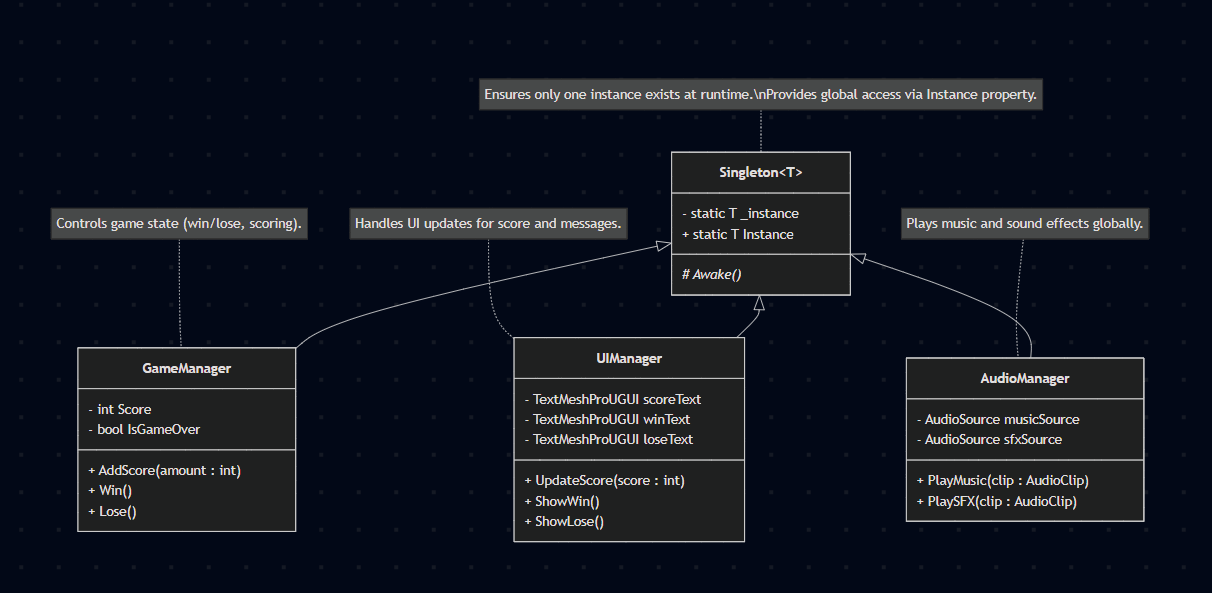 Ensures only one instance exists at runtime.\nProvides global access via Instance property.
Singleton<T>
- static T _instance
+ static T Instance
# Awake()
Controls game state (win/lose, scoring).
Handles UI updates for score and messages.
Plays music and sound effects globally.
GameManager
- int Score
- bool IsGameOver
+ AddScore(amount : int)
+ Win()
+ Lose()
UIManager
- TextMeshProUGUI scoreText
- TextMeshProUGUI winText
- TextMeshProUGUI loseText
+ UpdateScore(score : int)
+ ShowWin()
+ ShowLose()
AudioManager
- AudioSource musicSource
- AudioSource sfxSource
+ PlayMusic(clip : AudioClip)
+ PlaySFX(clip : AudioClip)